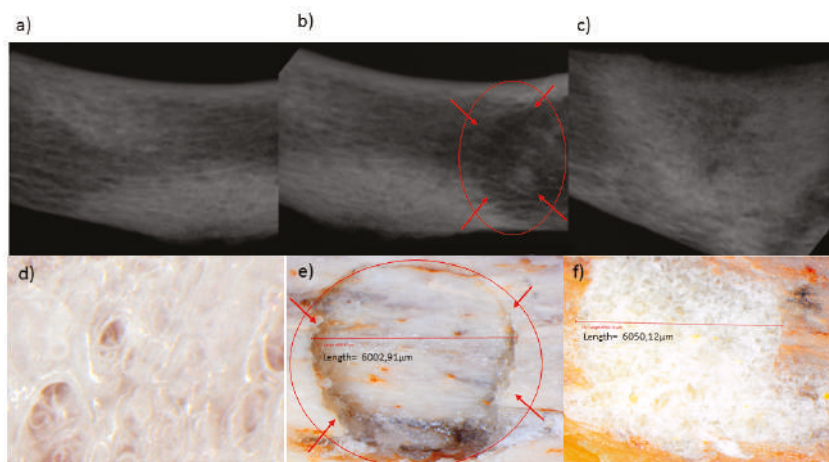 a)
b)
c)
d)
e)
f)
Length= 6002,91μm
Length= 6050,12μm